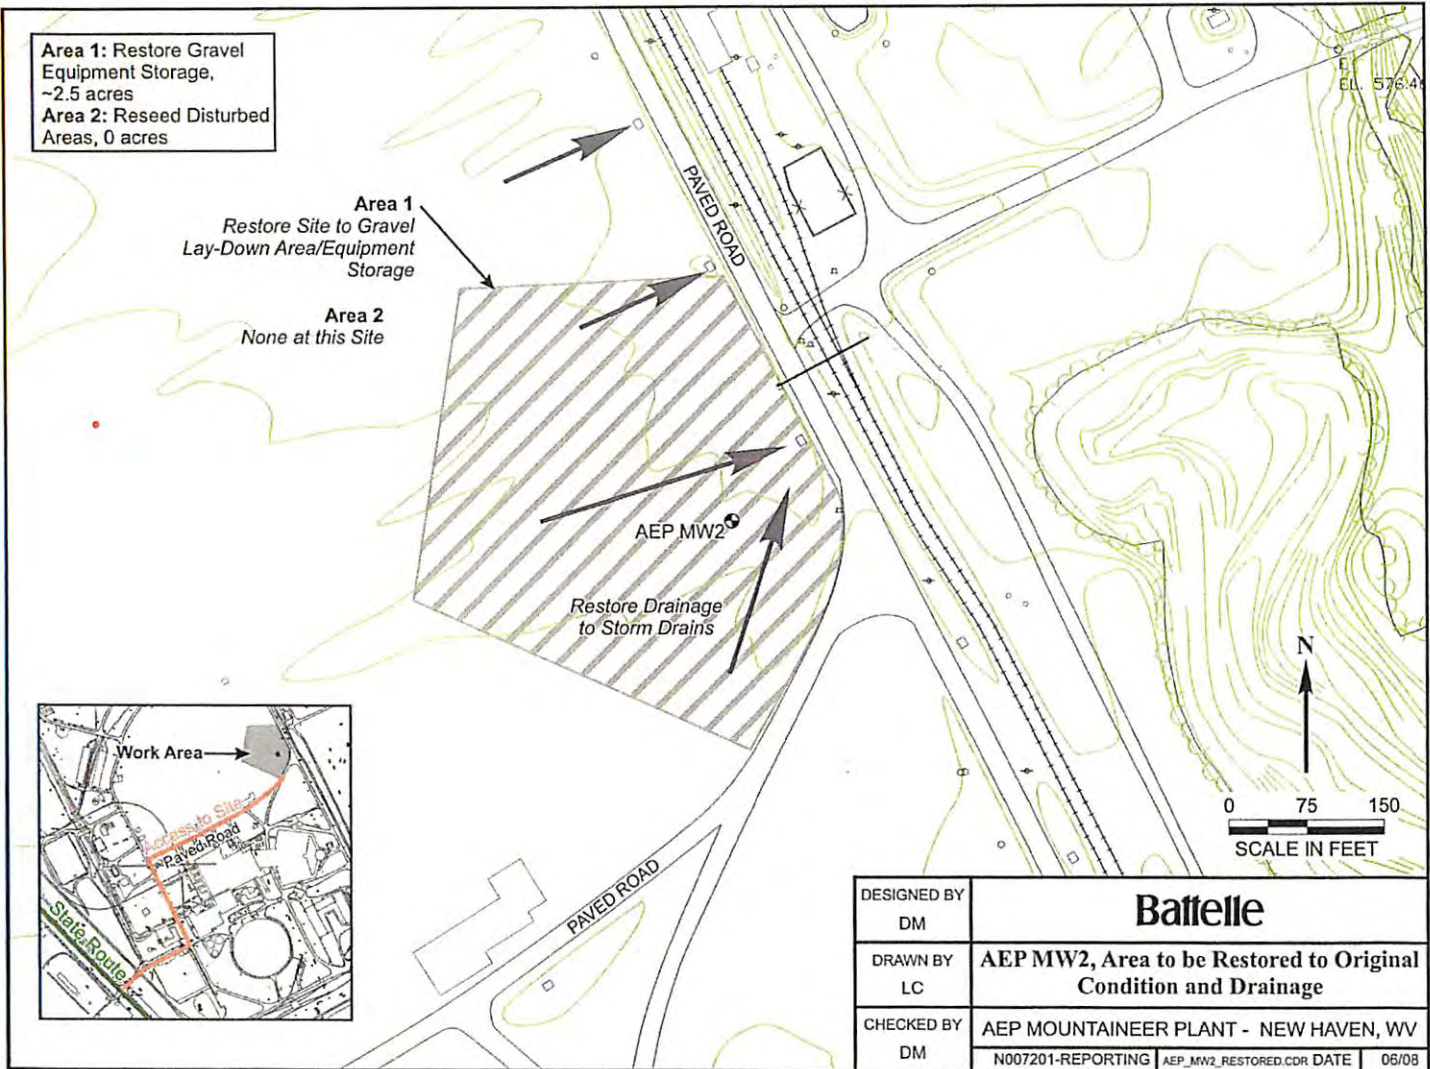 Area 1: Restore Gravel
Equipment Storage,
~2.5 acres
Area 2: Reseed Disturbed
Areas, 0 acres
EL. 576.4
PAVED ROAD
Area 1
Restore Site to Gravel
Lay-Down Area/Equipment
Storage
Area 2
None at this Site
AEP MW2
Restore Drainage
to Storm Drains
N
0 75 150
SCALE IN FEET
Work Area
Access to Site
Paved Road
State Route
PAVED ROAD
DESIGNED BY
DM
Battelle
DRAWN BY
LC
AEP MW2, Area to be Restored to Original
Condition and Drainage
CHECKED BY
DM
AEP MOUNTAINEER PLANT - NEW HAVEN, WV
N007201-REPORTING AEP_MW2_RESTORED.CDR DATE 06/08